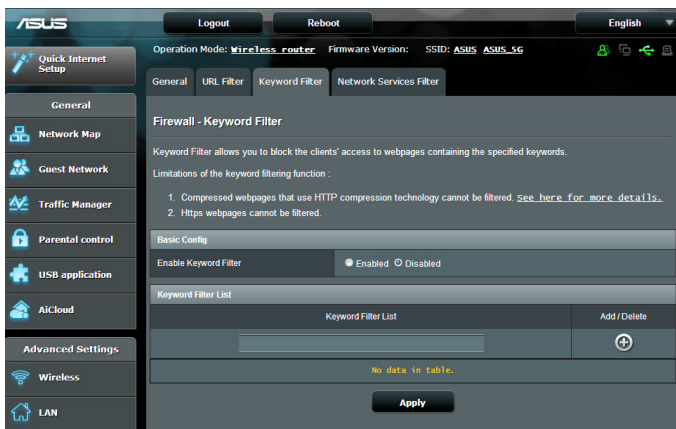 ASUS
Logout
Reboot
English
Operation Mode: Wireless router Firmware Version: SSID: ASUS ASUS_5G
Quick Internet
Setup
General
URL Filter
Keyword Filter
Network Services Filter
General
Network Map
Guest Network
Traffic Manager
Parental control
USB application
AiCloud
Advanced Settings
Wireless
LAN
Firewall - Keyword Filter
Keyword Filter allows you to block the clients' access to webpages containing the specified keywords.
Limitations of the keyword filtering function :
1. Compressed webpages that use HTTP compression technology cannot be filtered. See here for more details.
2. Https webpages cannot be filtered.
Basic Config
Enable Keyword Filter
Enabled Disabled
Keyword Filter List
Keyword Filter List
Add / Delete
No data in table.
Apply